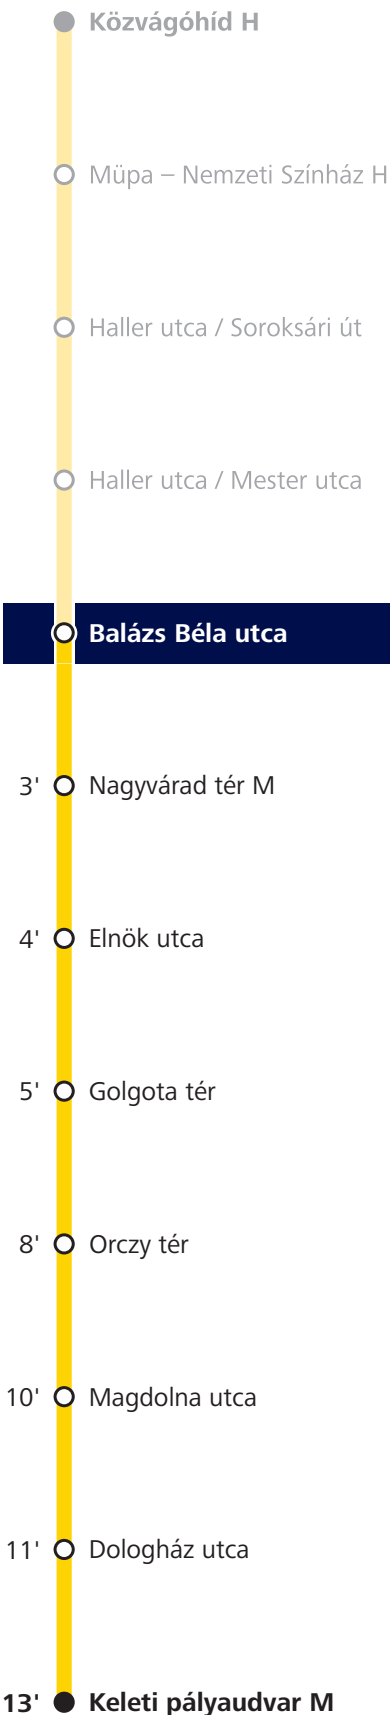 Közvágóhíd H
Müpa – Nemzeti Színház H
Haller utca / Soroksári út
Haller utca / Mester utca
Balázs Béla utca
3' Nagyvárad tér M
4' Elnök utca
5' Golgota tér
8' Orczy tér
10' Magdolna utca
11' Dologház utca
13' Keleti pályaudvar M